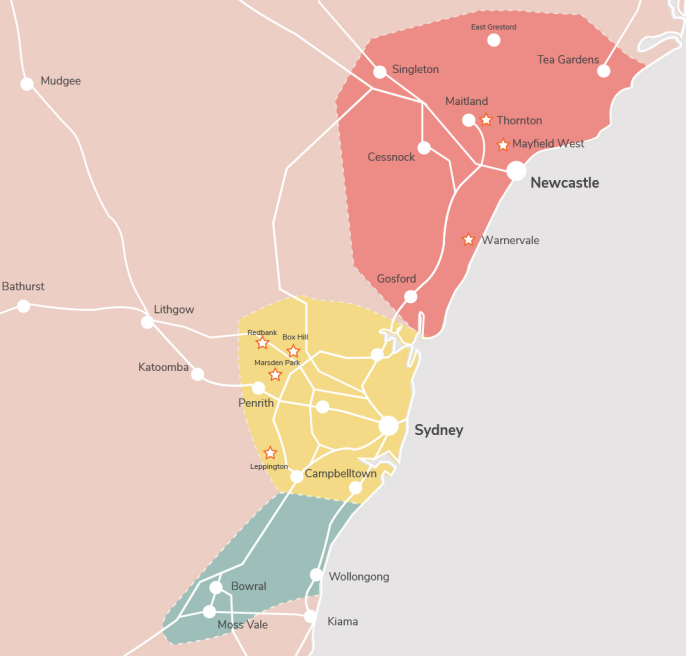 East Grestord
Tea Gardens
Singleton
Mudgee
Maitland
Thornton
Mayfield West
Cessnock
Newcastle
Warnervale
Gosford
Bathurst
Lithgow
Redbank
Box Hill
Marsden Park
Katoomba
Penrith
Sydney
Leppington
Campbelltown
Wollongong
Bowral
Moss Vale
Kiama